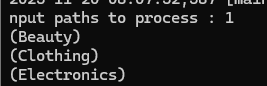 nput paths to process : 1
(Beauty)
(Clothing)
(Electronics)